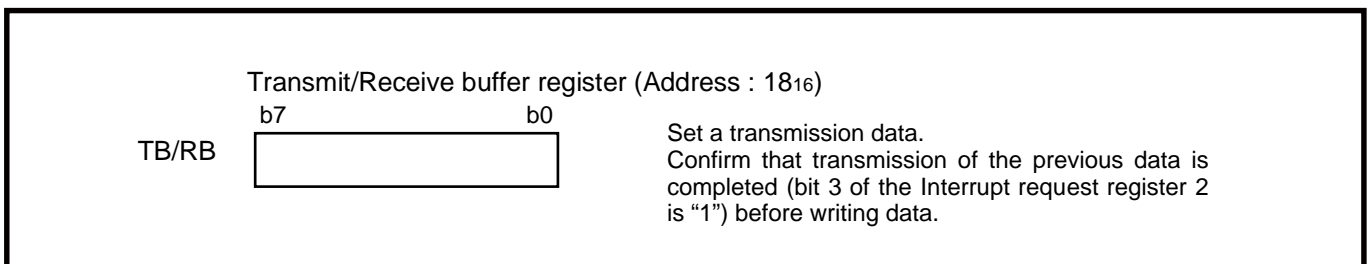 Transmit/Receive buffer register (Address : 1816)
b7 b0
TB/RB
Set a transmission data.
Confirm that transmission of the previous data is
completed (bit 3 of the Interrupt request register 2
is “1”) before writing data.